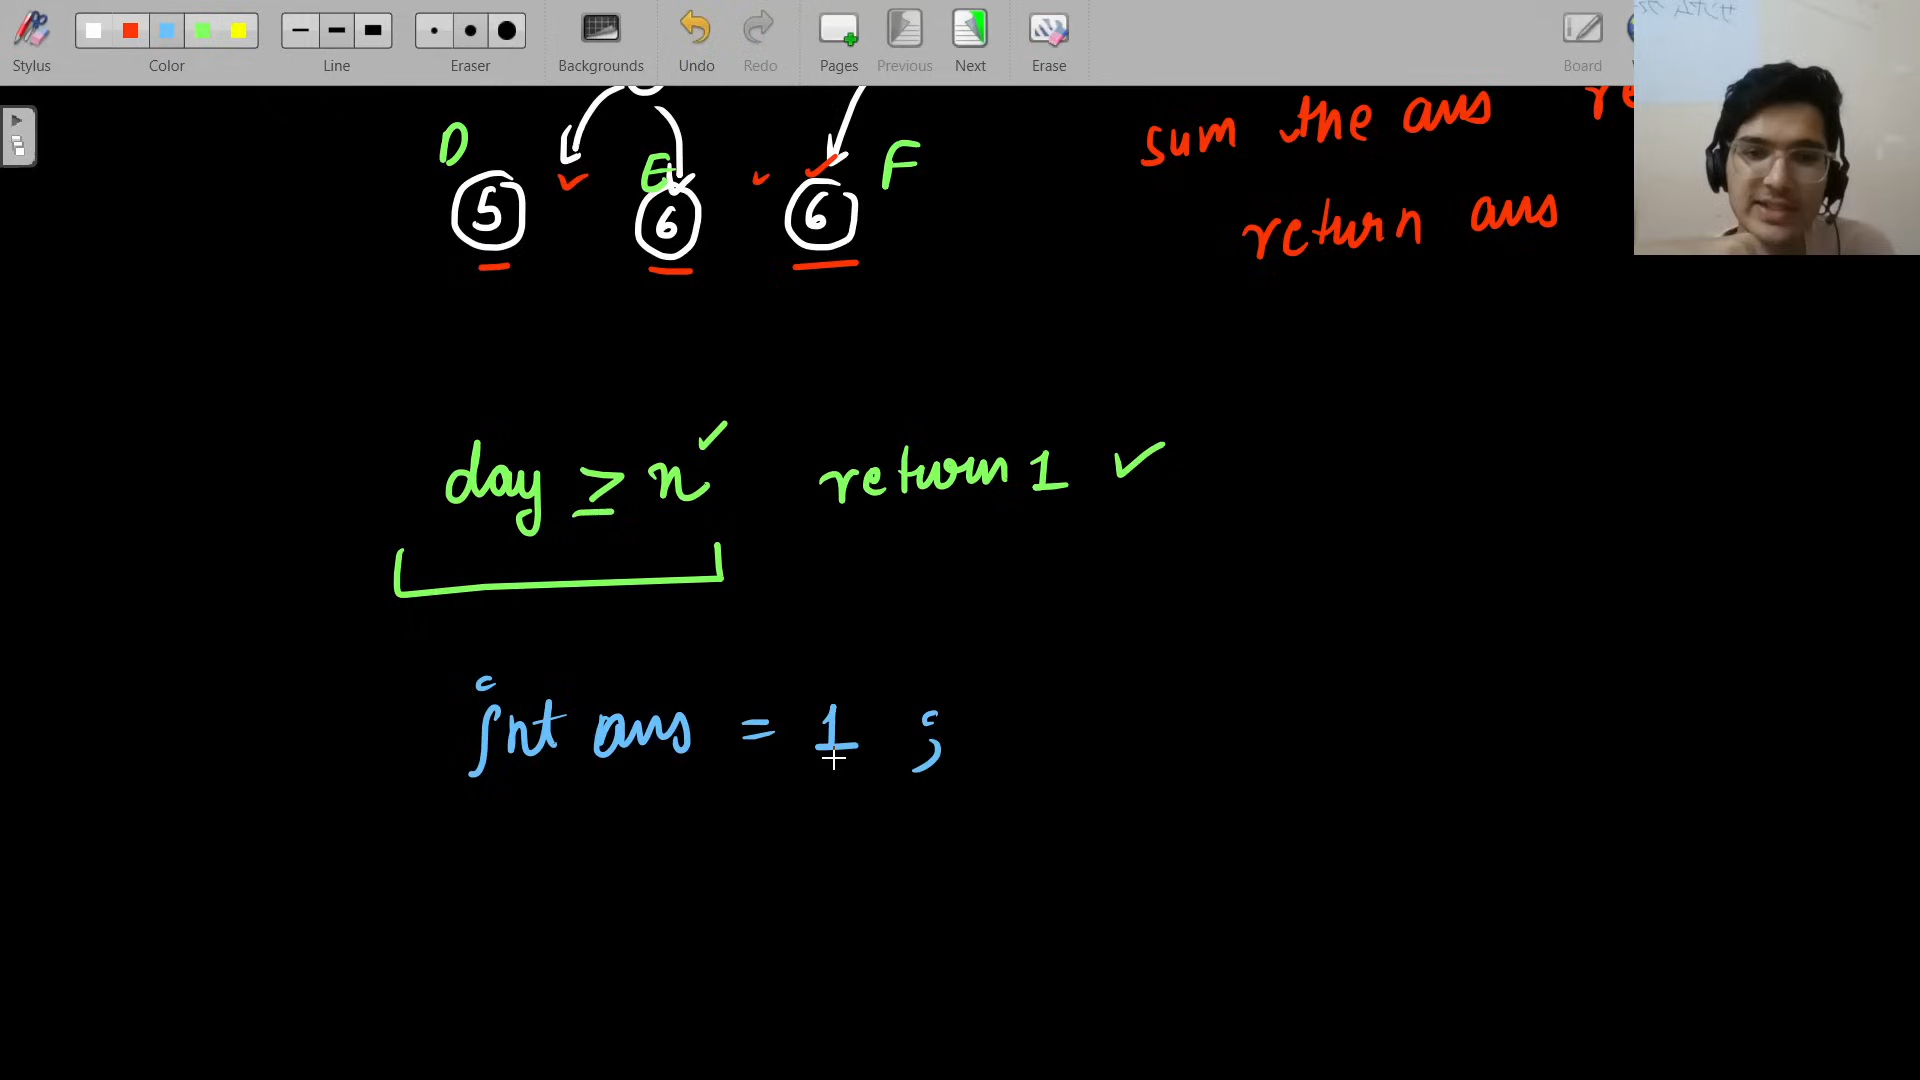 Stylus
Color
Line
Eraser
Backgrounds
Undo
Redo
Pages
Previous
Next
Erase
Board
sum the ans
return ans
D
E
F
5
6
6
day ≥ n return 1
int ans = 1 ;